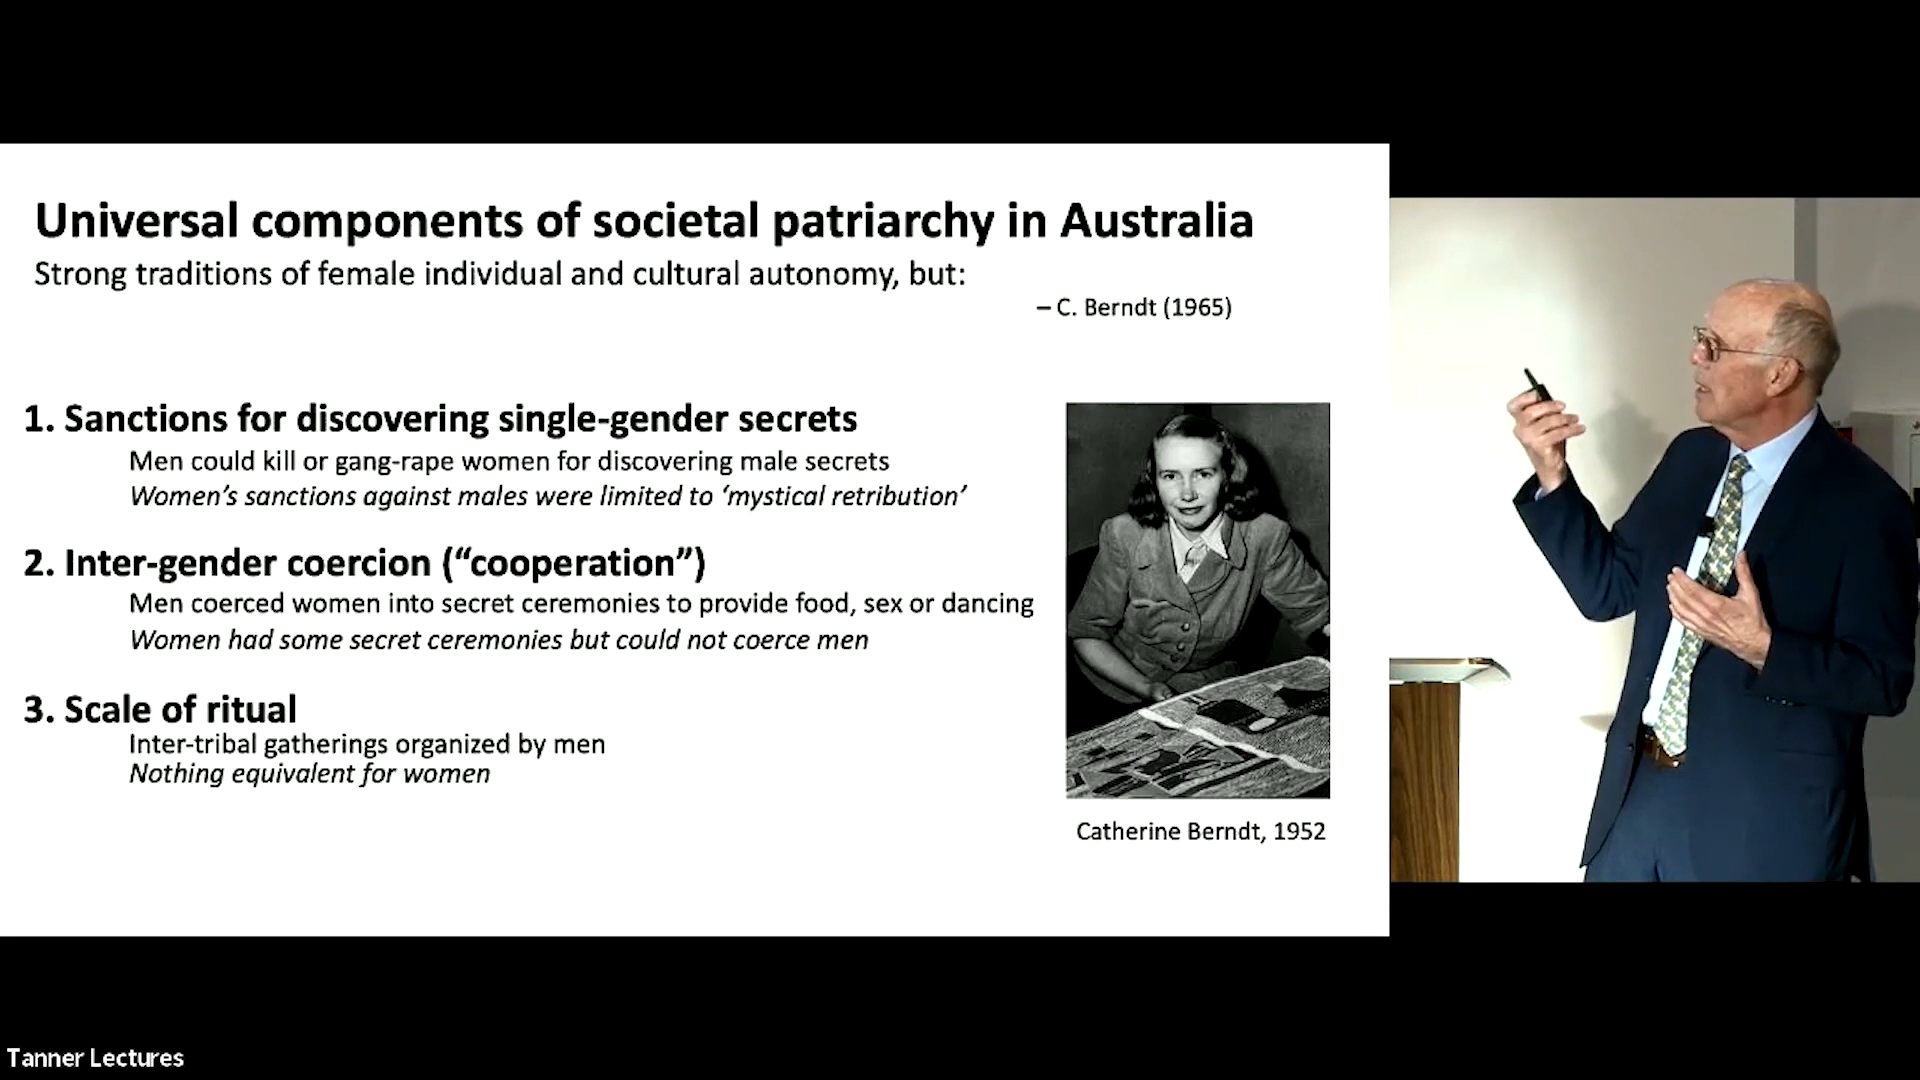 Universal components of societal patriarchy in Australia
Strong traditions of female individual and cultural autonomy, but:
– C. Berndt (1965)
1. Sanctions for discovering single-gender secrets
Men could kill or gang-rape women for discovering male secrets
Women’s sanctions against males were limited to ‘mystical retribution’
2. Inter-gender coercion (“cooperation”)
Men coerced women into secret ceremonies to provide food, sex or dancing
Women had some secret ceremonies but could not coerce men
3. Scale of ritual
Inter-tribal gatherings organized by men
Nothing equivalent for women
Catherine Berndt, 1952
Tanner Lectures